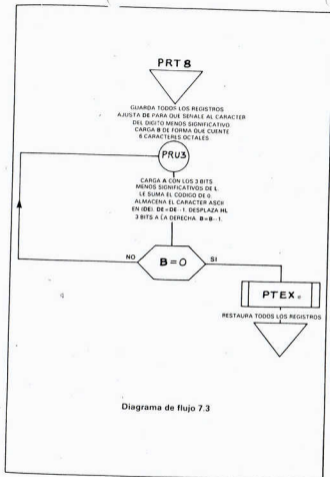 PRT 8
GUARDA TODOS LOS REGISTROS
AJUSTA DE PARA QUE SEÑALE AL CARACTER
DEL DIGITO MENOS SIGNIFICATIVO.
CARGA B DE FORMA QUE CUENTE
6 CARACTERES OCTALES
PRU3
CARGA A CON LOS 3 BITS
MENOS SIGNIFICATIVOS DE L.
LE SUMA EL CODIGO DE 0.
ALMACENA EL CARACTER ASCII
EN (DE). DE=DE-1. DESPLAZA HL
3 BITS A LA DERECHA. B=B-1.
NO
B=0
SI
PTEX.
RESTAURA TODOS LOS REGISTROS
Diagrama de flujo 7.3